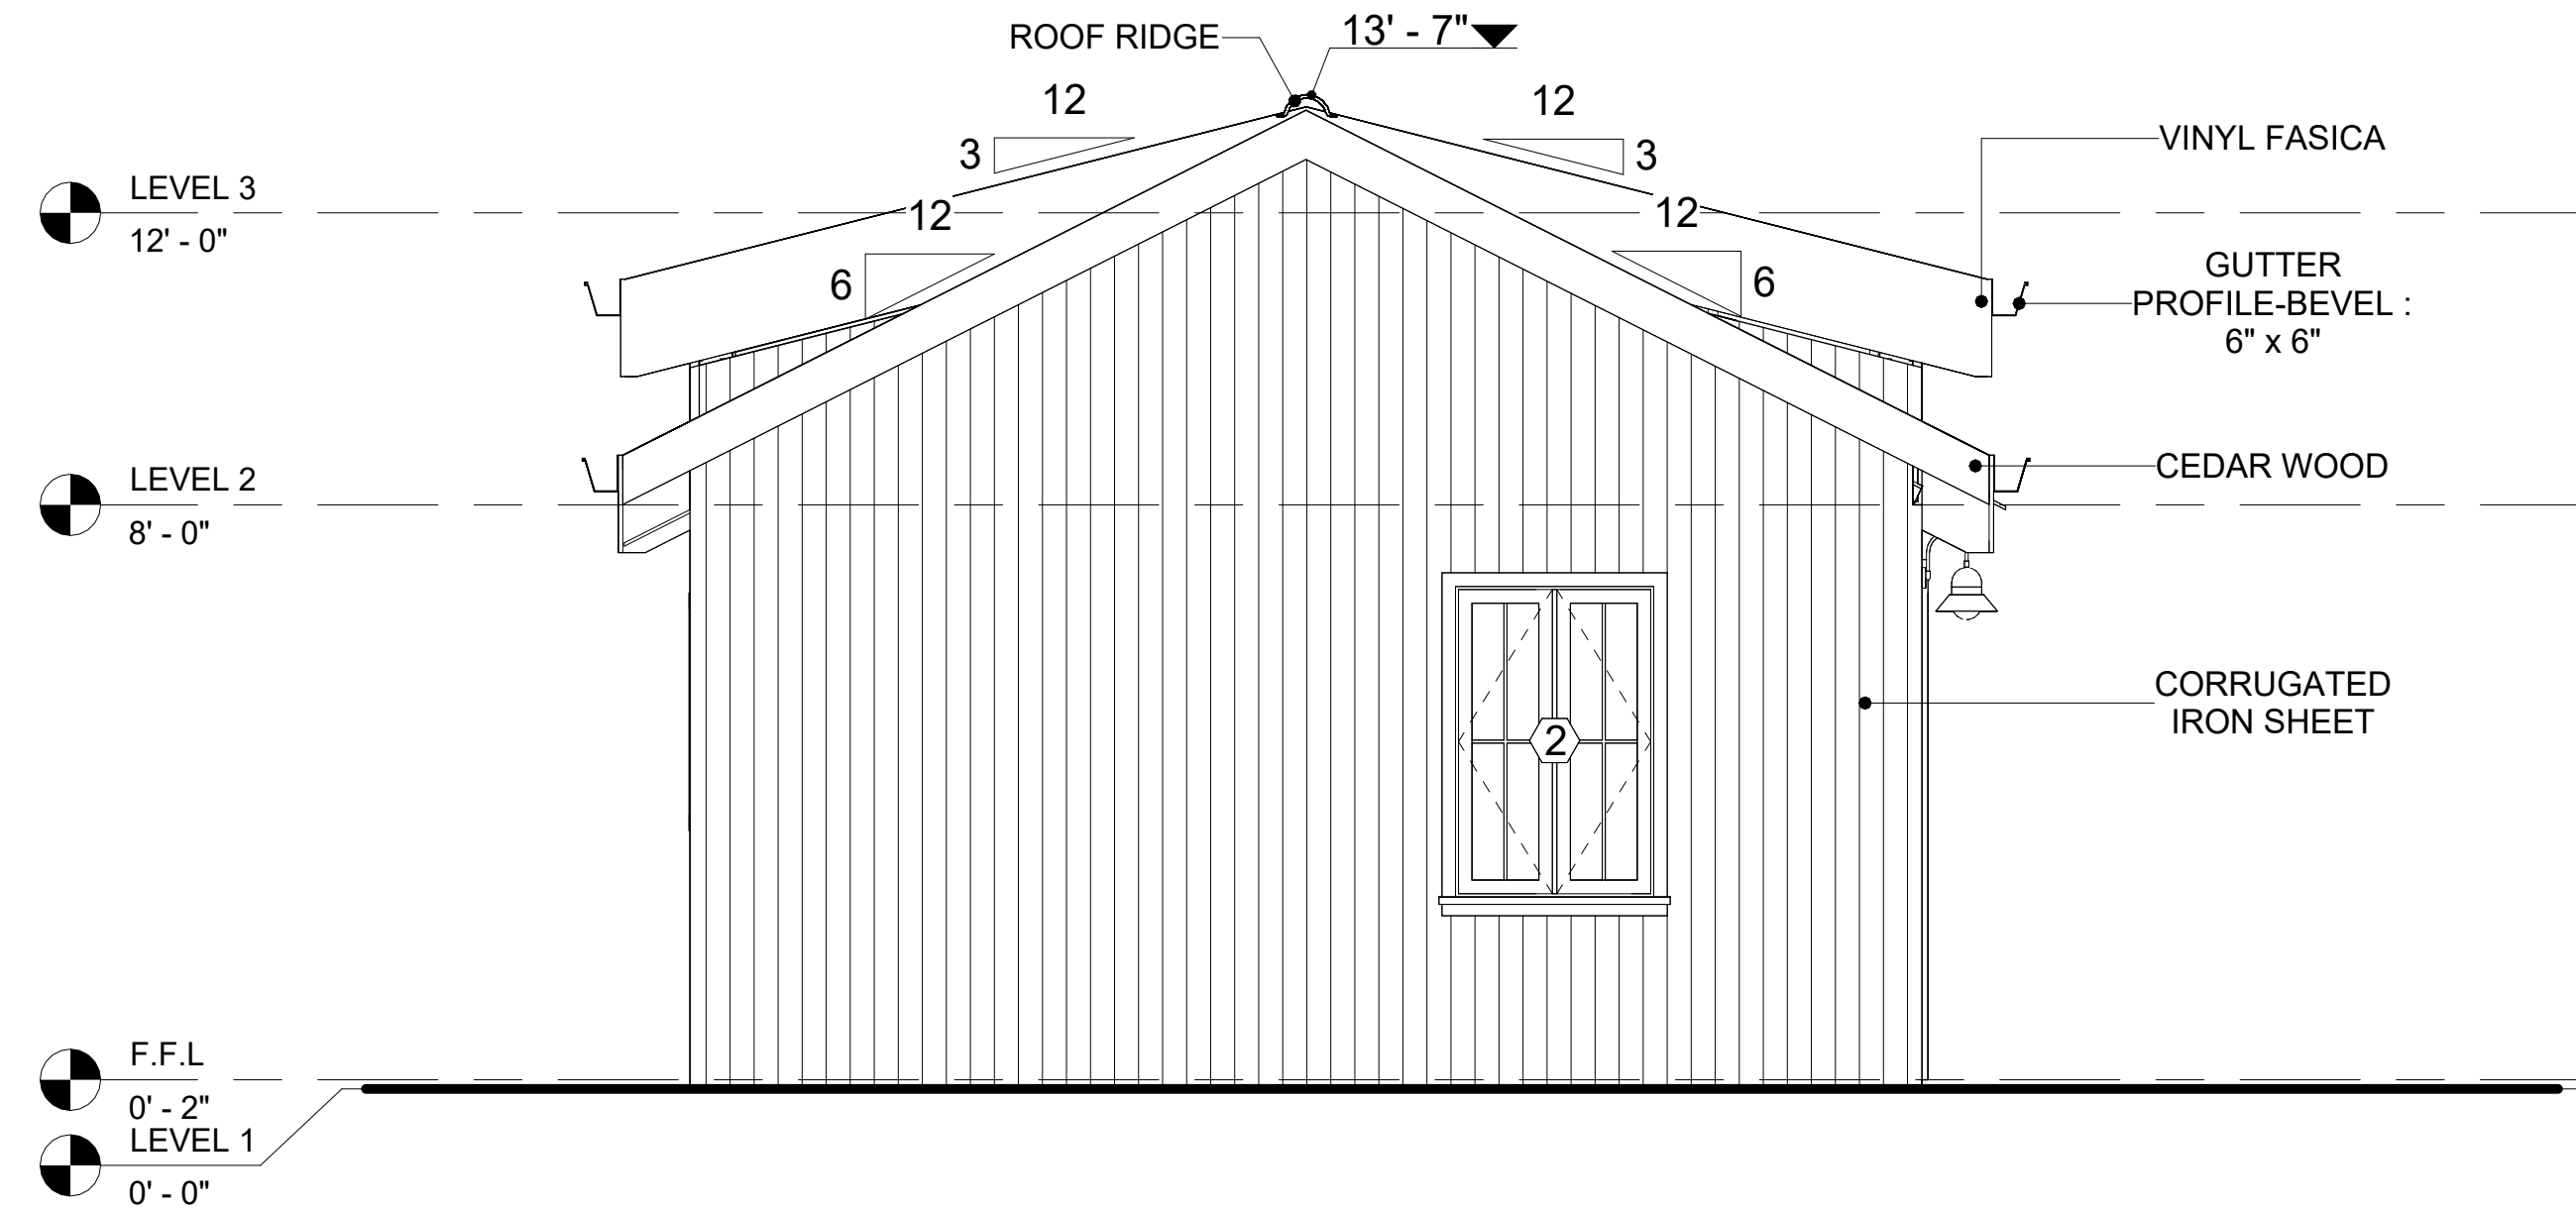 ROOF RIDGE
13' - 7"
12
12
3
3
VINYL FASICA
LEVEL 3
12' - 0"
12
12
6
6
GUTTER
PROFILE-BEVEL :
6" x 6"
LEVEL 2
8' - 0"
CEDAR WOOD
CORRUGATED
IRON SHEET
2
F.F.L
0' - 2"
LEVEL 1
0' - 0"